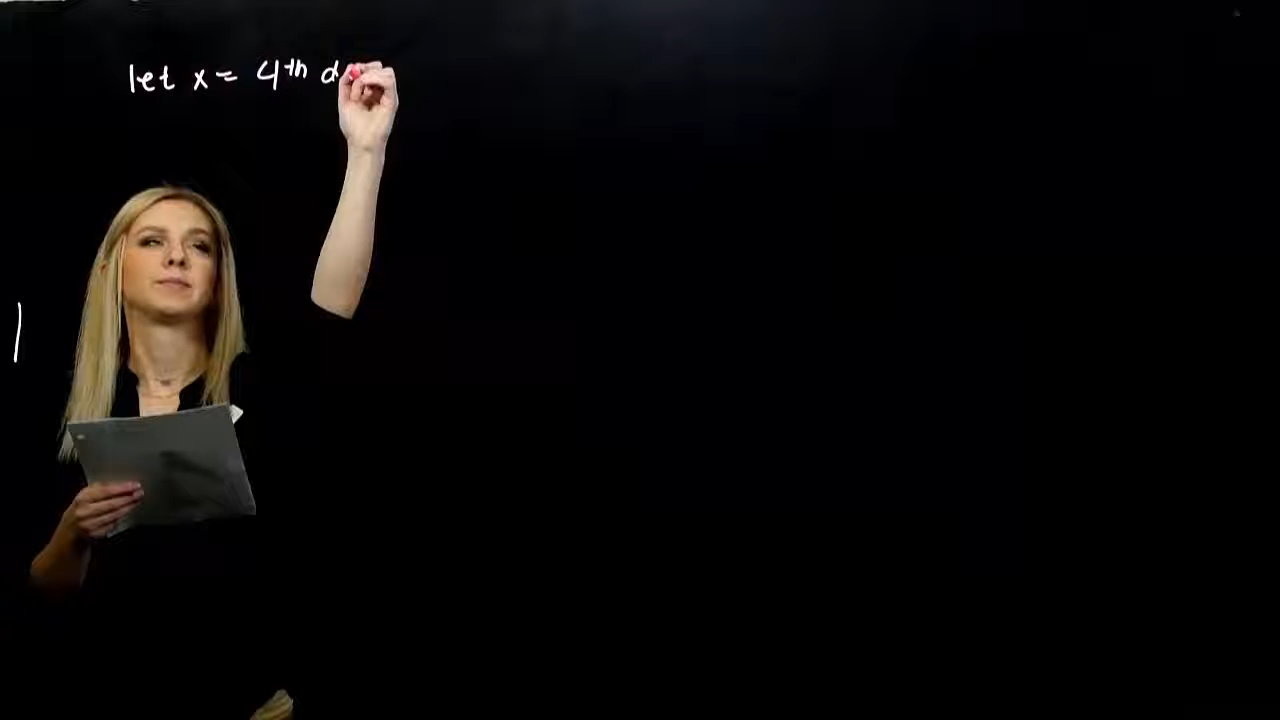 let x = 4th d